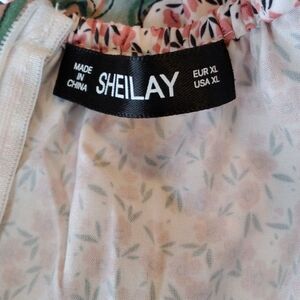 MADE
IN
CHINA
SHEILAY
EUR XL
USA XL